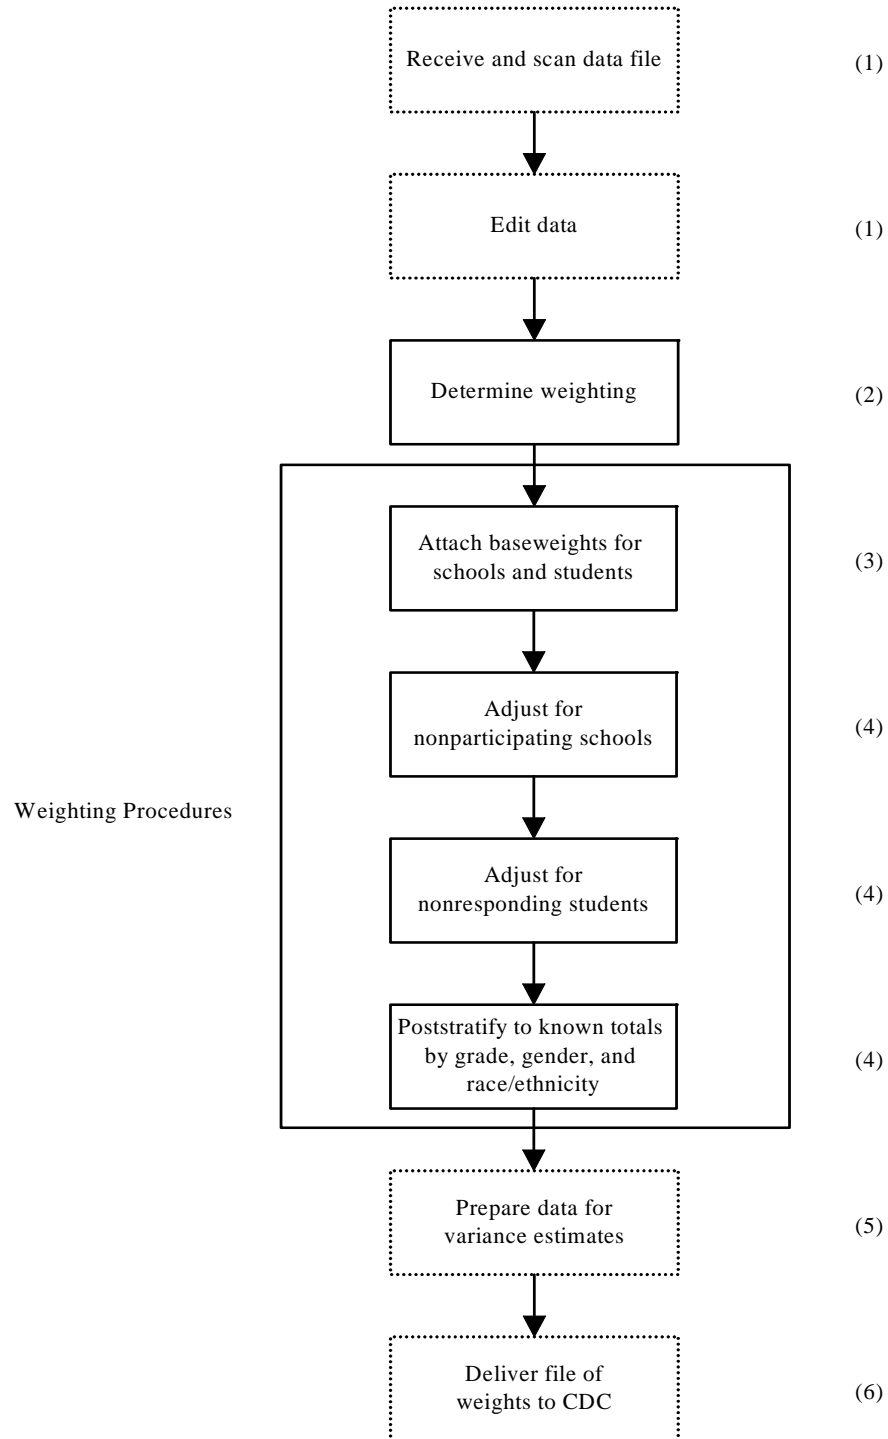 Receive and scan data file (1)
Edit data (1)
Determine weighting (2)
Attach baseweights for
schools and students (3)
Adjust for
nonparticipating schools (4)
Weighting Procedures
Adjust for
nonresponding students (4)
Poststratify to known totals
by grade, gender, and (4)
race/ethnicity
Prepare data for
variance estimates (5)
Deliver file of
weights to CDC (6)